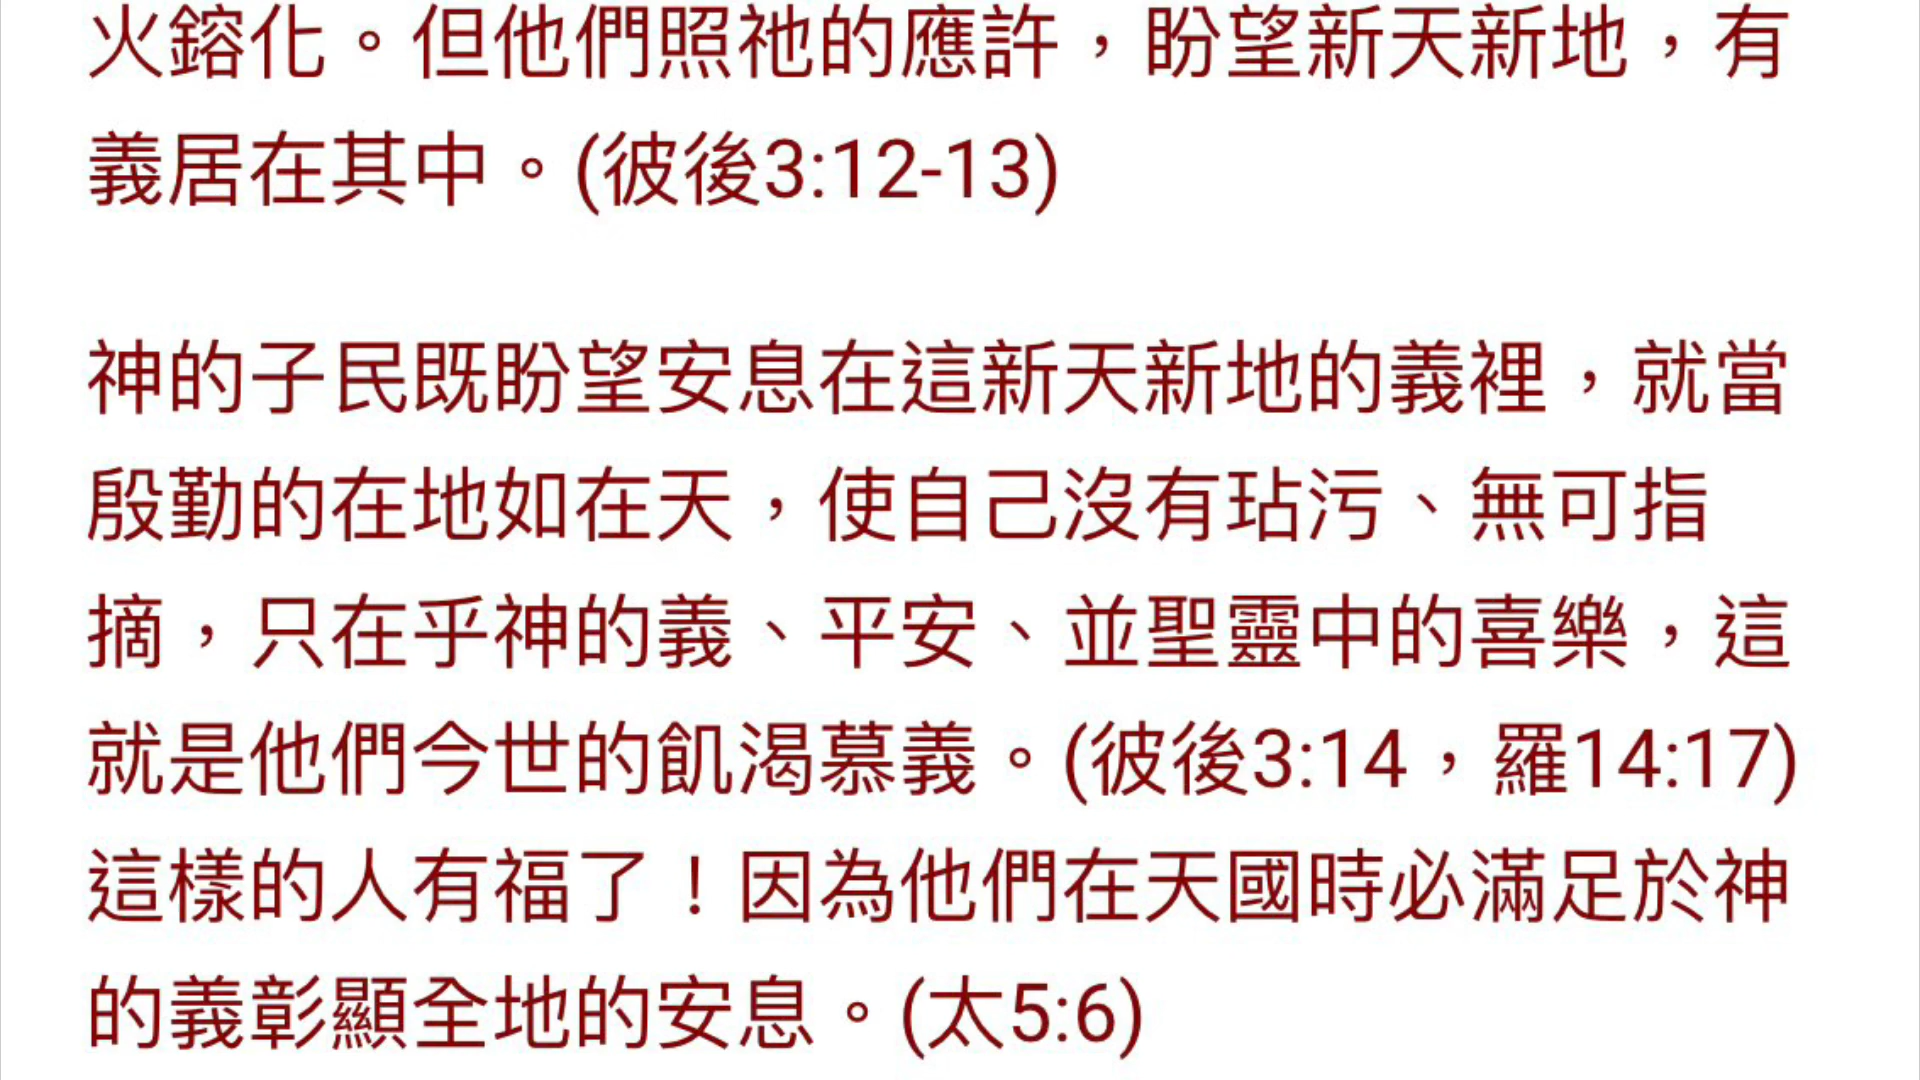 火鎔化。但他們照祂的應許，盼望新天新地，有
義居在其中。(彼後3:12-13)
神的子民既盼望安息在這新天新地的義裡，就當
殷勤的在地如在天，使自己沒有玷污、無可指
摘，只在乎神的義、平安、並聖靈中的喜樂，這
就是他們今世的飢渴慕義。(彼後3:14，羅14:17)
這樣的人有福了！因為他們在天國時必滿足於神
的義彰顯全地的安息。(太5:6)